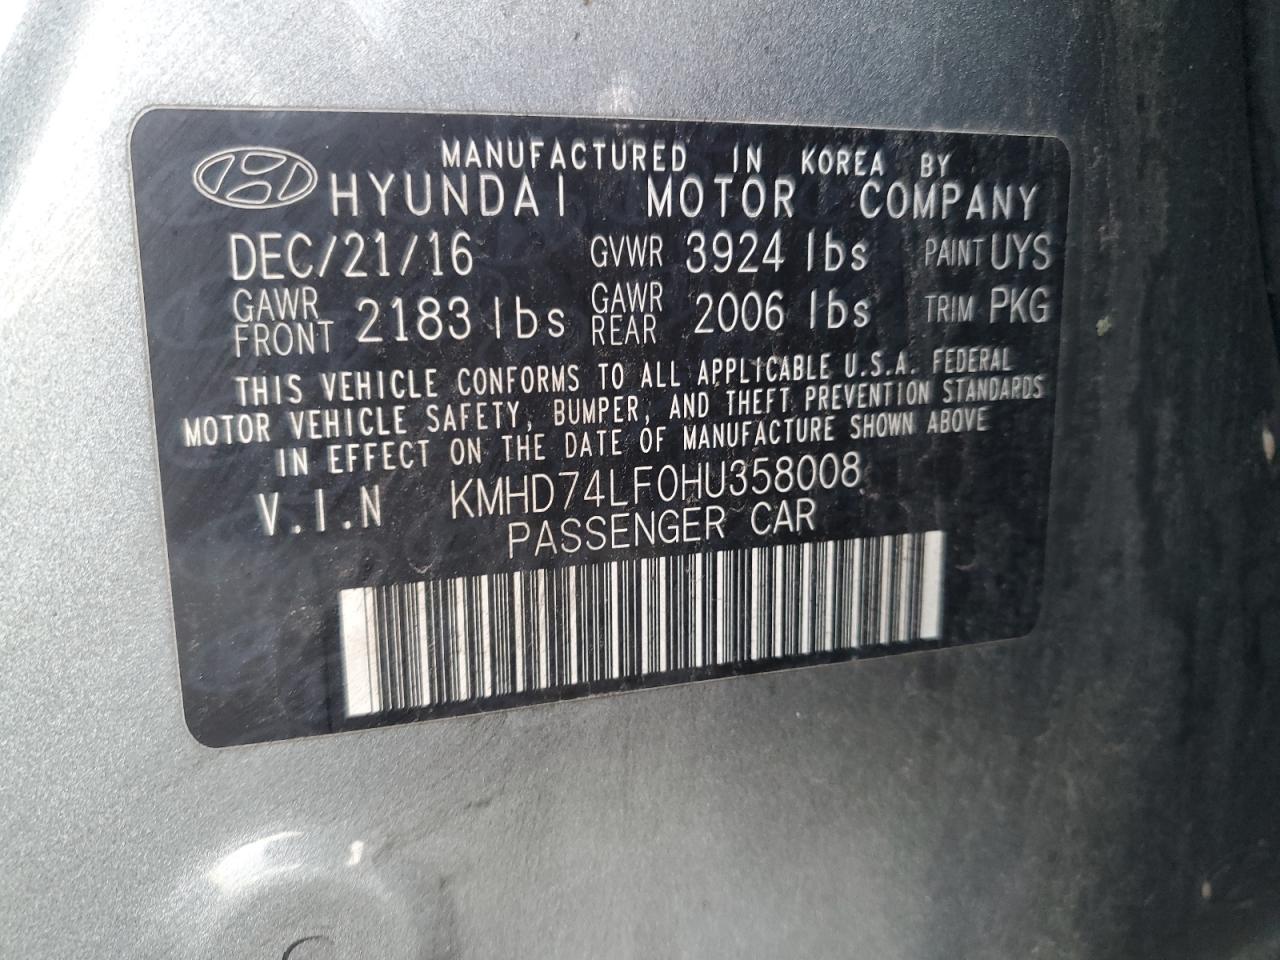 MANUFACTURED IN KOREA BY
HYUNDAI MOTOR COMPANY
DEC/21/16 GVWR 3924 lbs PAINT UYS
GAWR FRONT 2183 lbs GAWR REAR 2006 lbs TRIM PKG
THIS VEHICLE CONFORMS TO ALL APPLICABLE U.S.A. FEDERAL
MOTOR VEHICLE SAFETY, BUMPER, AND THEFT PREVENTION STANDARDS
IN EFFECT ON THE DATE OF MANUFACTURE SHOWN ABOVE
V.I.N KMHD74LF0HU358008
PASSENGER CAR